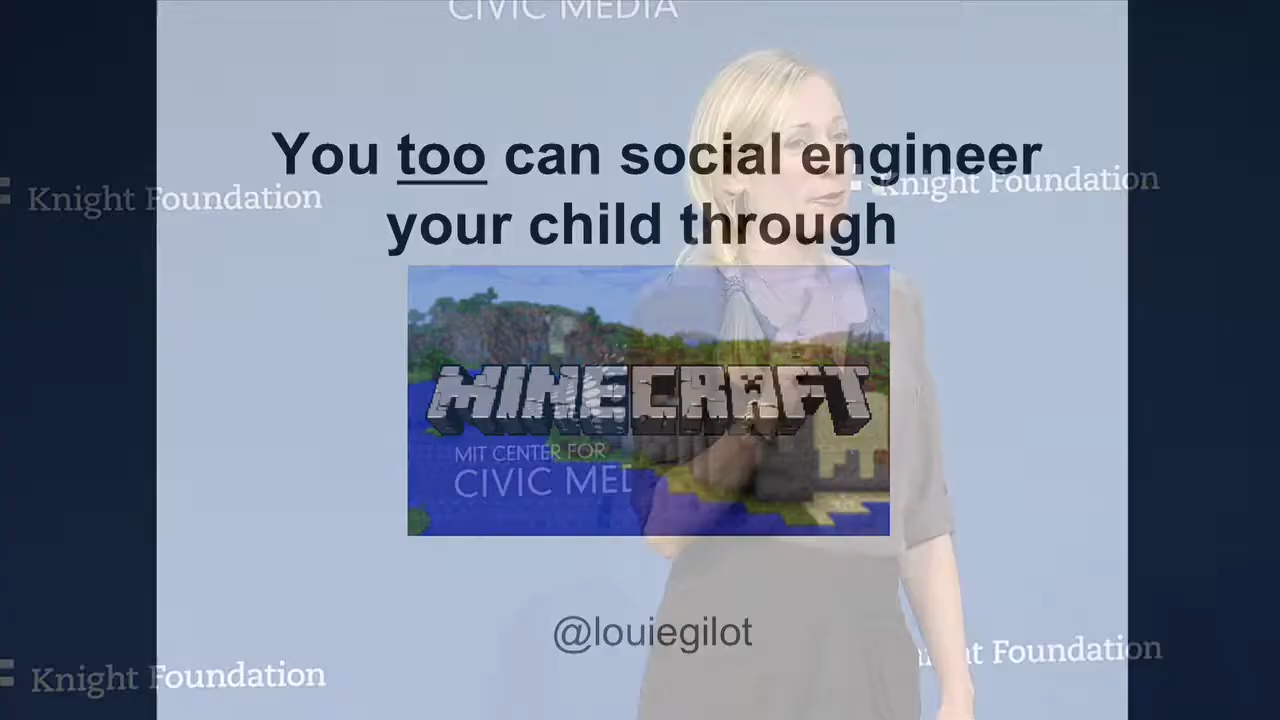 CIVIC MEDIA
You too can social engineer
Knight Foundation
Knight Foundation
your child through
MINECRAFT
MIT CENTER FOR
CIVIC MED
@louiegilot
Knight Foundation
Foundation